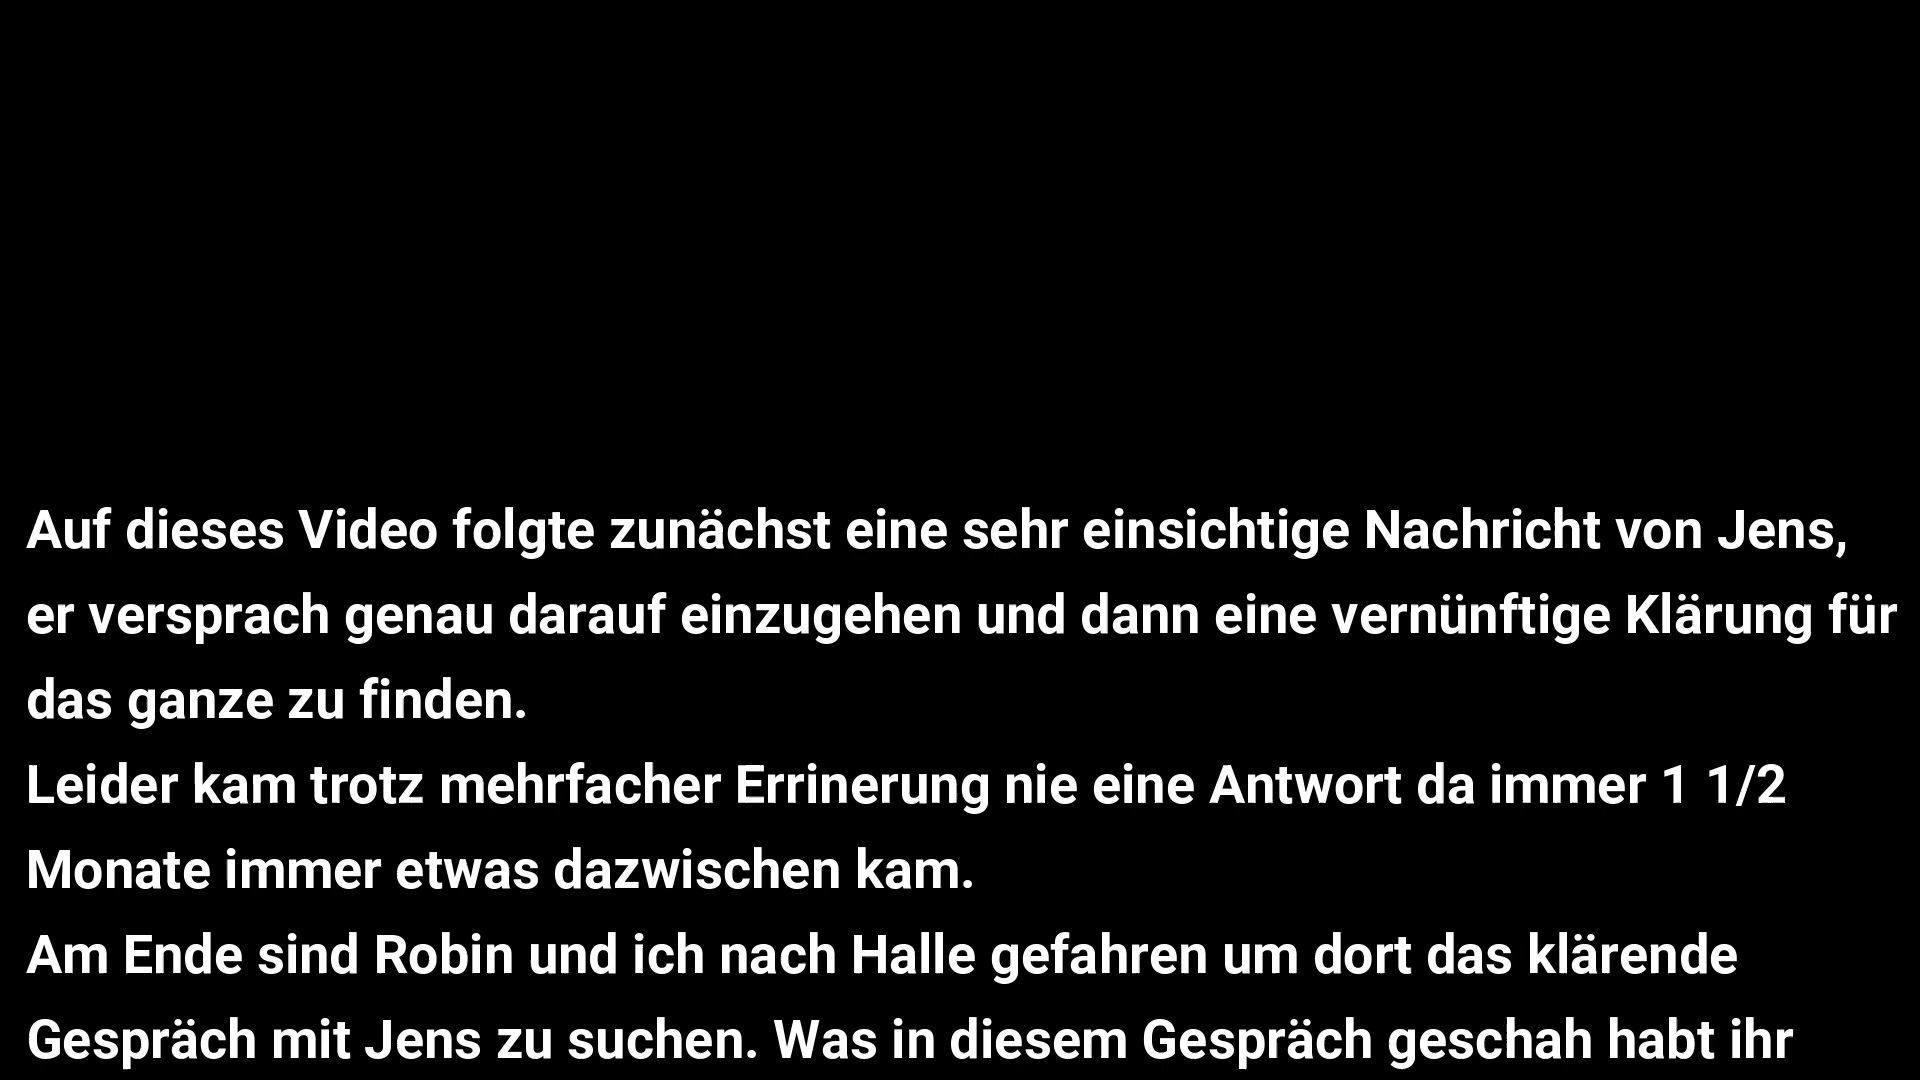 Auf dieses Video folgte zunächst eine sehr einsichtige Nachricht von Jens,
er versprach genau darauf einzugehen und dann eine vernünftige Klärung für
das ganze zu finden.
Leider kam trotz mehrfacher Errinerung nie eine Antwort da immer 1 1/2
Monate immer etwas dazwischen kam.
Am Ende sind Robin und ich nach Halle gefahren um dort das klärende
Gespräch mit Jens zu suchen. Was in diesem Gespräch geschah habt ihr